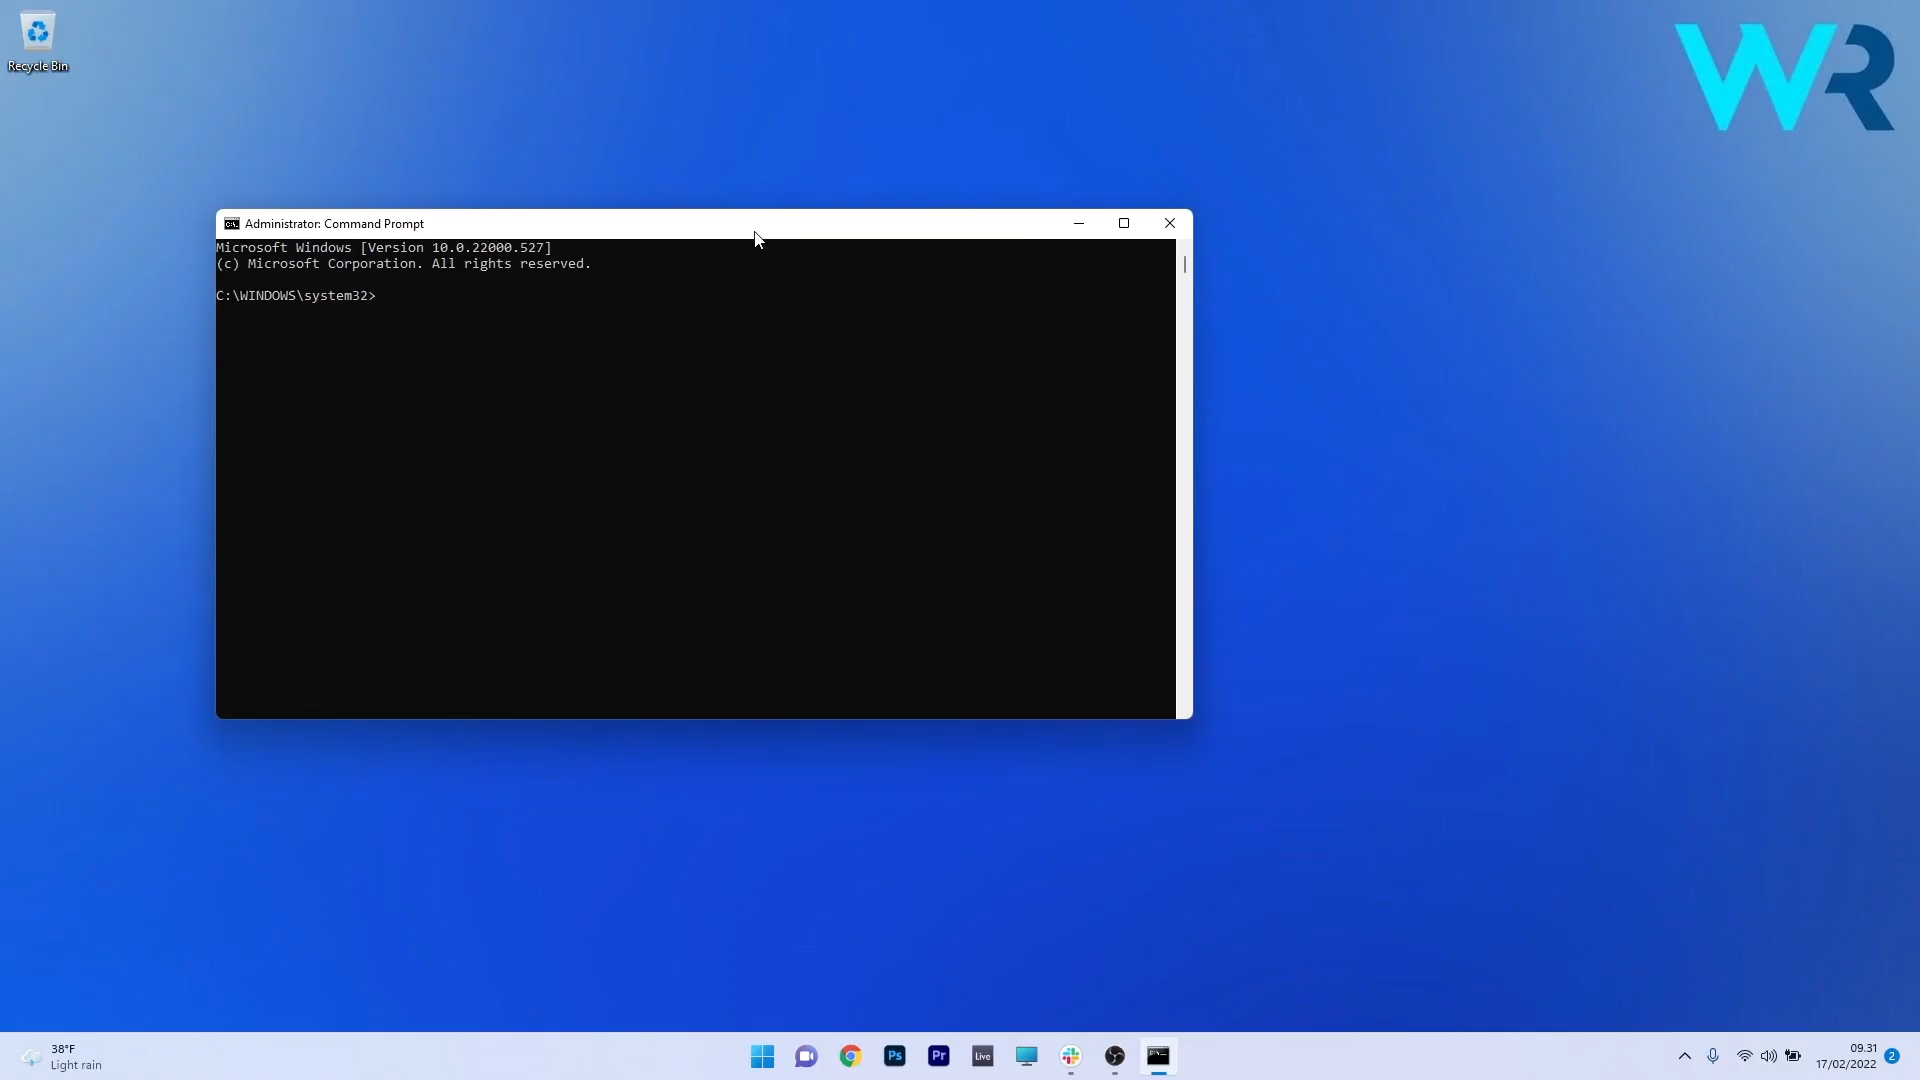 Recycle Bin
WR
Administrator: Command Prompt
Microsoft Windows [Version 10.0.22000.527]
(c) Microsoft Corporation. All rights reserved.
C:\WINDOWS\system32>
38°F
Light rain
Ps
Pr
Live
09.31
17/02/2022
2